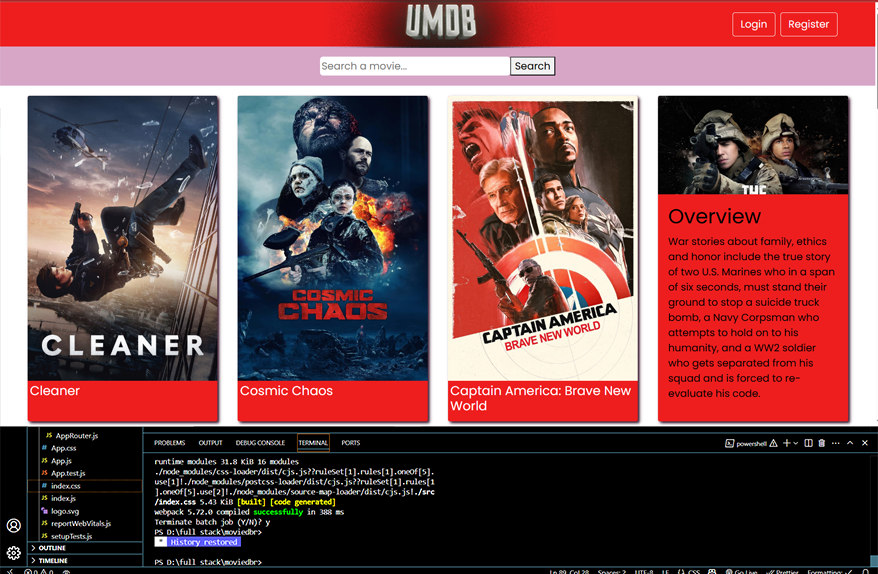 UMDB
Login
Register
Search a movie...
Search
CLEANER
Cleaner
COSMIC
CHAOS
Cosmic Chaos
CAPTAIN AMERICA
BRAVE NEW WORLD
Captain America: Brave New
World
THE
Overview
War stories about family, ethics
and honor include the true story
of two U.S. Marines who in a span
of six seconds, must stand their
ground to stop a suicide truck
bomb, a Navy Corpsman who
attempts to hold on to his
humanity, and a WW2 soldier
who gets separated from his
squad and is forced to re-
evaluate his code.
JS AppRouter.js
# App.css
JS App.js
JS App.test.js
# index.css
JS index.js
logo.svg
JS reportWebVitals.js
JS setupTests.js
> OUTLINE
> TIMELINE
PROBLEMS OUTPUT DEBUG CONSOLE TERMINAL PORTS
powershell
runtime modules 31.8 KiB 16 modules
./node_modules/css-loader/dist/cjs.js??ruleSet[1].rules[1].oneOf[5].
use[1]!./node_modules/postcss-loader/dist/cjs.js??ruleSet[1].rules[1
].oneOf[5].use[2]!./node_modules/source-map-loader/dist/cjs.js!./src
/index.css 5.43 KiB [built] [code generated]
webpack 5.72.0 compiled successfully in 388 ms
Terminate batch job (Y/N)? y
PS D:\full stack\moviedbr>
* History restored
PS D:\full stack\moviedbr>
0 0 Ln 89, Col 28 Spaces: 2 UTF-8 LF {} CSS Go Live Prettier Formatting: